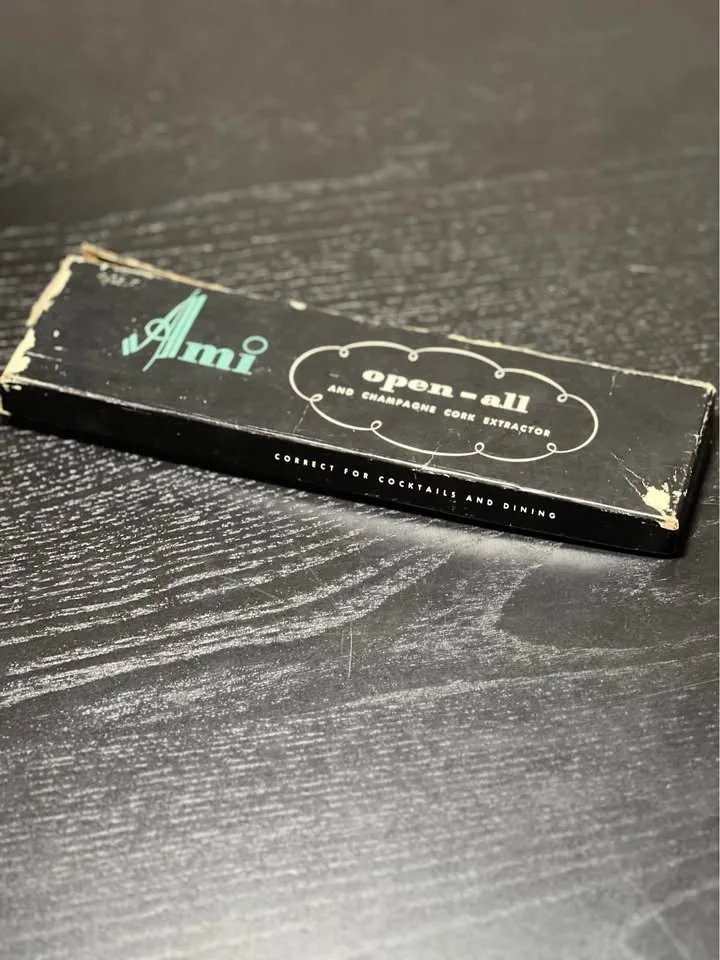 Ami
open-all
AND CHAMPAGNE CORK EXTRACTOR
CORRECT FOR COCKTAILS AND DINING